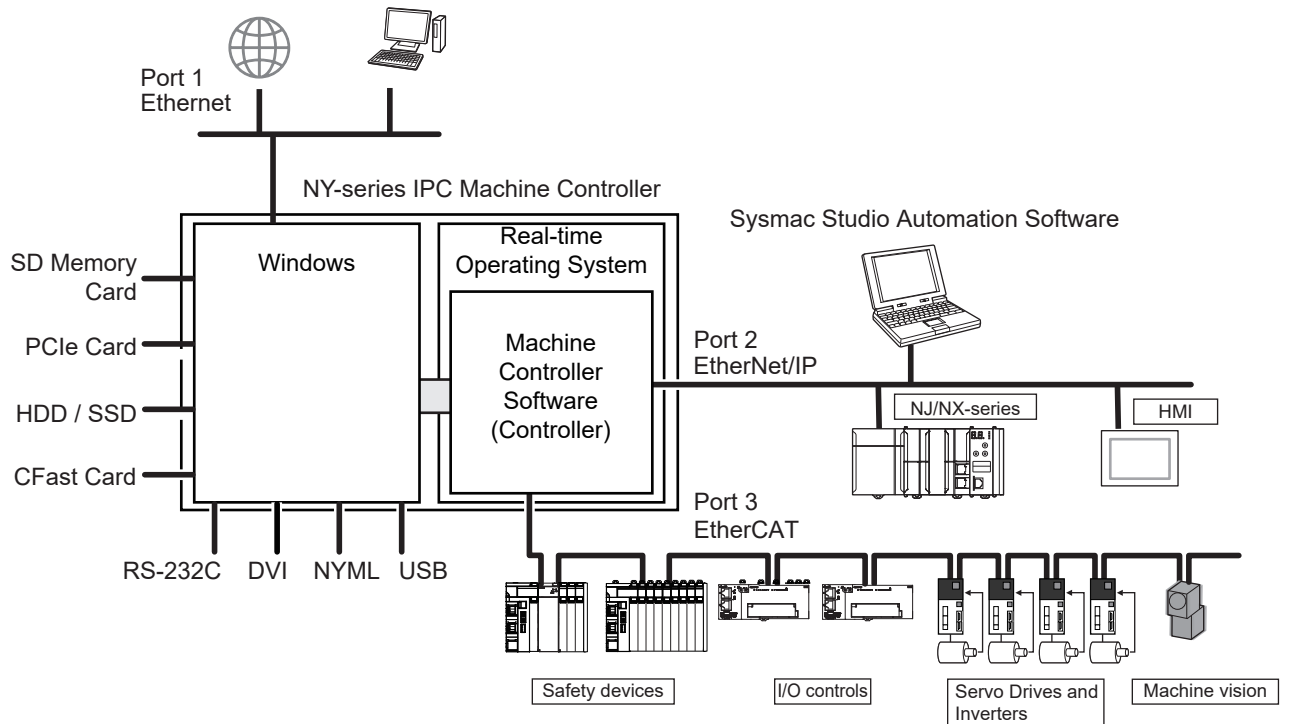 Port 1
Ethernet
NY-series IPC Machine Controller
Sysmac Studio Automation Software
SD Memory
Card
PCIe Card
HDD / SSD
CFast Card
Windows
Real-time
Operating System
Machine
Controller
Software
(Controller)
Port 2
EtherNet/IP
NJ/NX-series
HMI
Port 3
EtherCAT
RS-232C
DVI
NYML
USB
Safety devices
I/O controls
Servo Drives and
Inverters
Machine vision